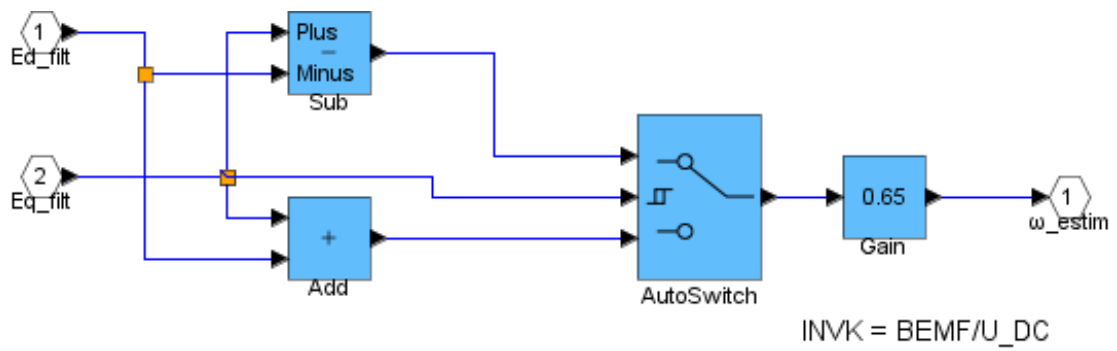 1
Ed_filt
Plus
−
Minus
Sub
2
Eq_filt
+
Add
AutoSwitch
0.65
Gain
1
ω_estim
INVK = BEMF/U_DC